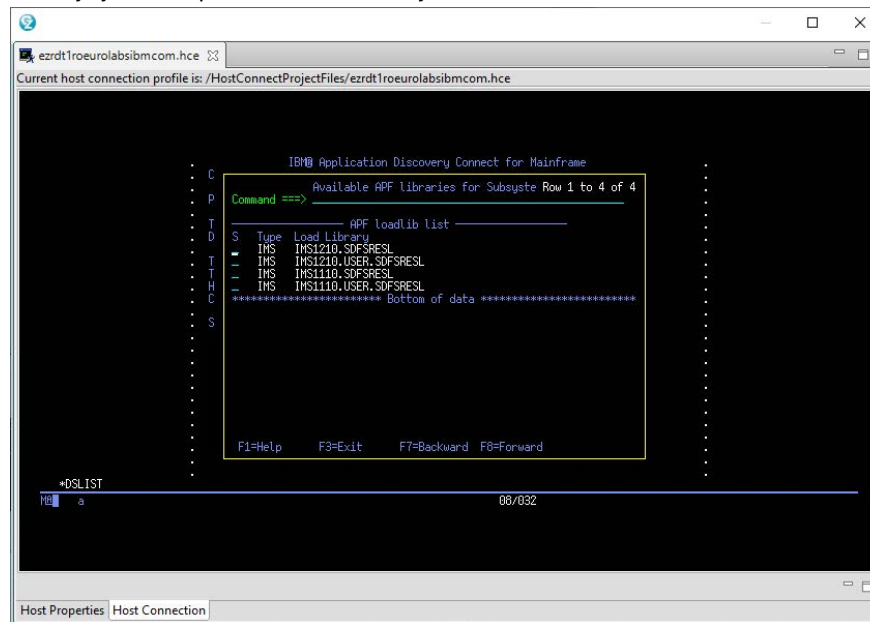 ezrdt1roeurolabsibmcom.hce
Current host connection profile is: /HostConnectProjectFiles/ezrdt1roeurolabsibmcom.hce
IBM® Application Discovery Connect for Mainframe
C
Available APF libraries for Subsyste Row 1 to 4 of 4
P Command ===>
T APF loadlib list
D S Type Load Library
IMS IMS1210.SDFSRESL
T IMS IMS1210.USER.SDFSRESL
T IMS IMS1110.SDFSRESL
H IMS IMS1110.USER.SDFSRESL
C ************************ Bottom of data *************************
S
F1=Help F3=Exit F7=Backward F8=Forward
*DSLIST
a 08/032
Host Properties Host Connection